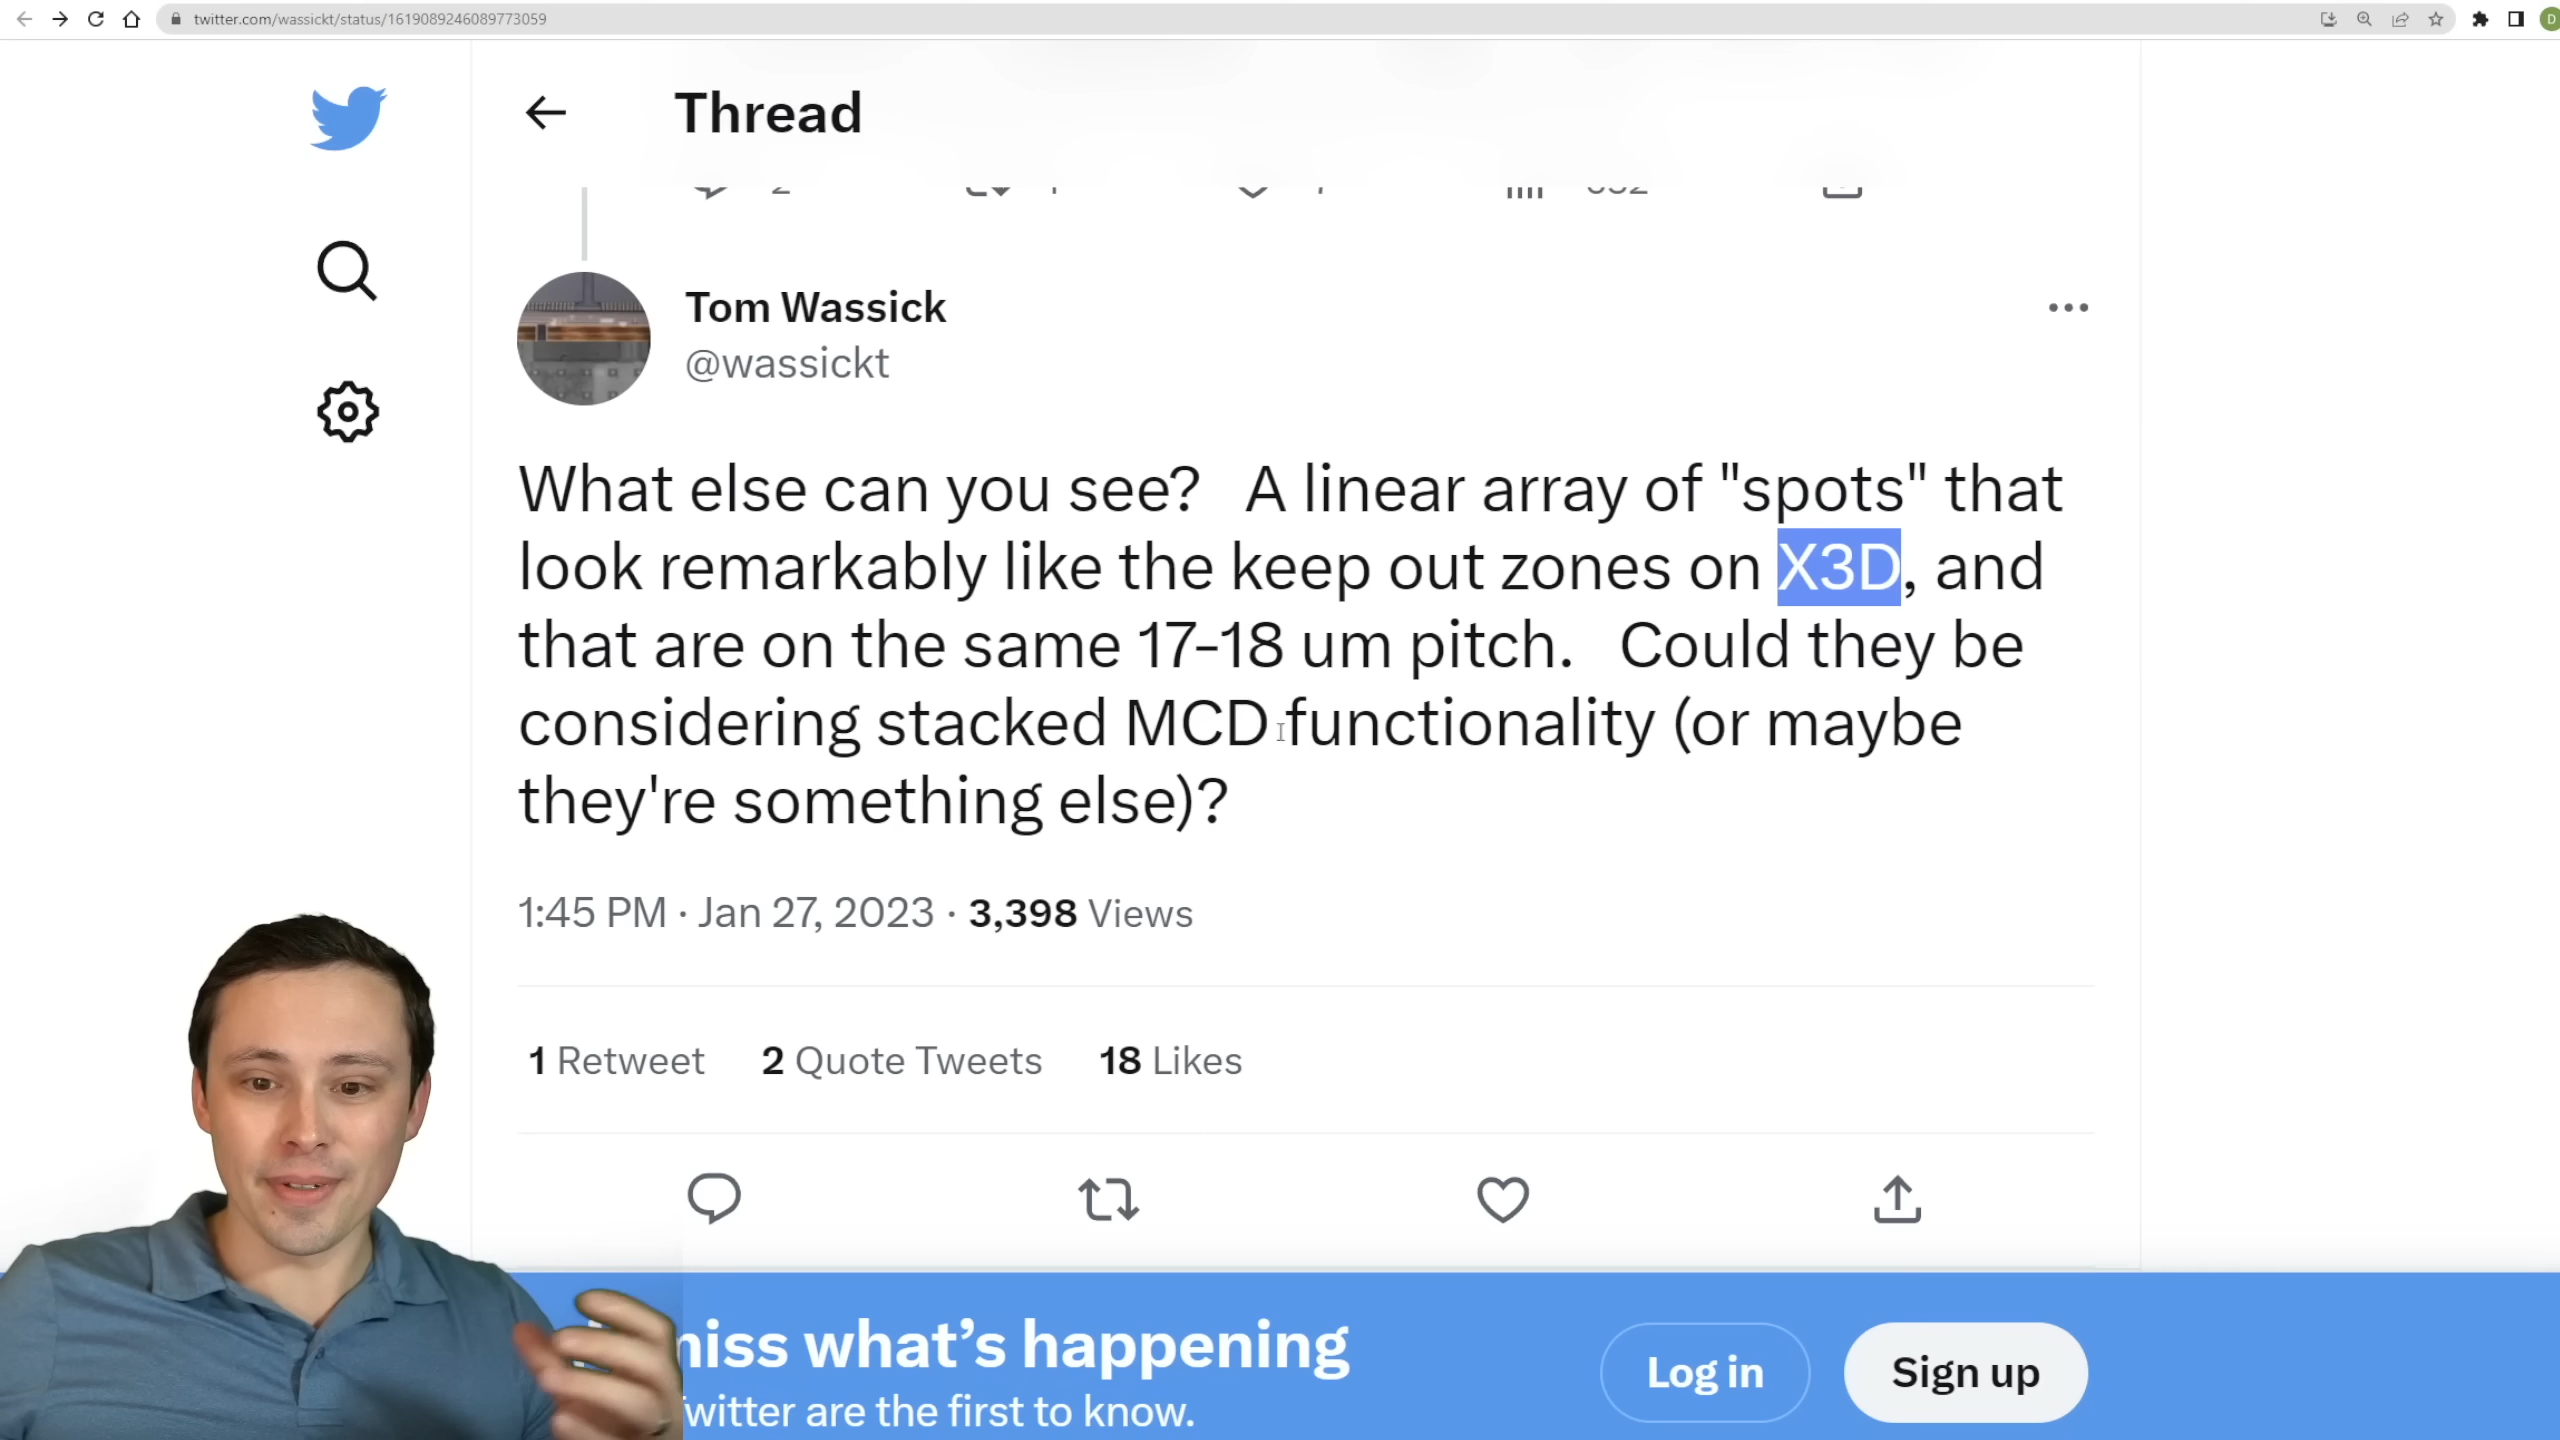 twitter.com/wassickt/status/1619089246089773059
D
Thread
Tom Wassick
@wassickt
What else can you see? A linear array of "spots" that
look remarkably like the keep out zones on X3D, and
that are on the same 17-18 um pitch. Could they be
considering stacked MCD functionality (or maybe
they're something else)?
1:45 PM · Jan 27, 2023 · 3,398 Views
1 Retweet 2 Quote Tweets 18 Likes
miss what's happening
Twitter are the first to know.
Log in
Sign up